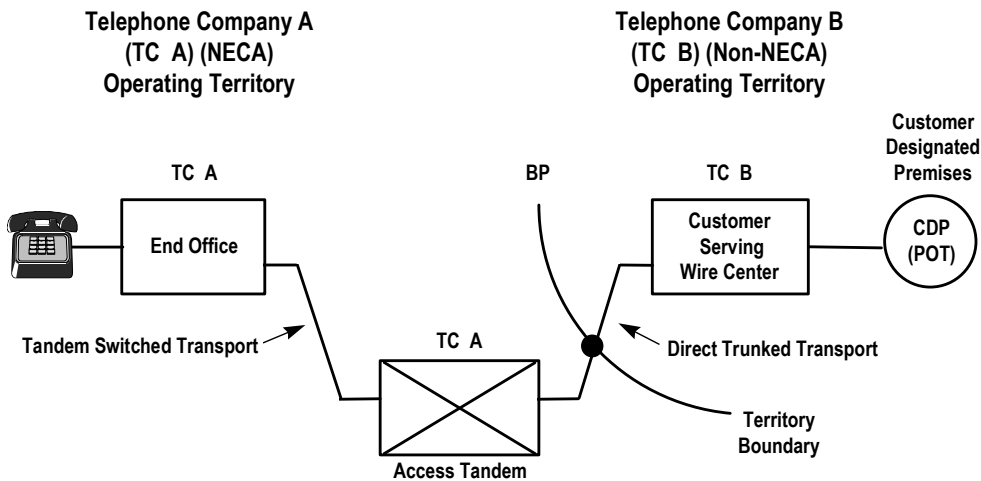 Telephone Company A
(TC A) (NECA)
Operating Territory
Telephone Company B
(TC B) (Non-NECA)
Operating Territory
Customer
Designated
Premises
TC A
BP
TC B
End Office
Customer
Serving
Wire Center
CDP
(POT)
Tandem Switched Transport
TC A
Direct Trunked Transport
Territory
Boundary
Access Tandem